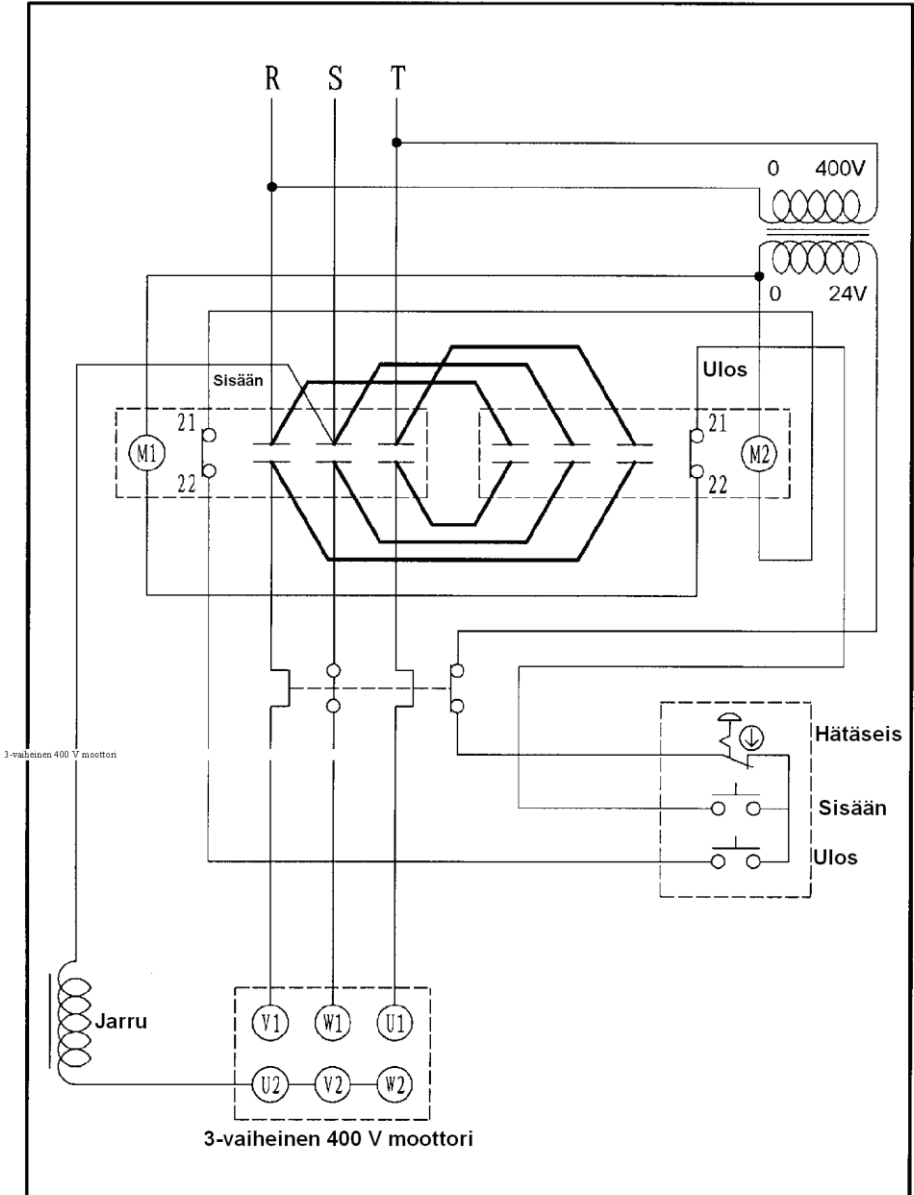 R S T
0 400V
0 24V
Sisään
Ulos
21
21
M1
M2
22
22
Hätäseis
3-vaiheinen 400 V moottori
Sisään
Ulos
Jarru
V1 W1 U1
U2 V2 W2
3-vaiheinen 400 V moottori